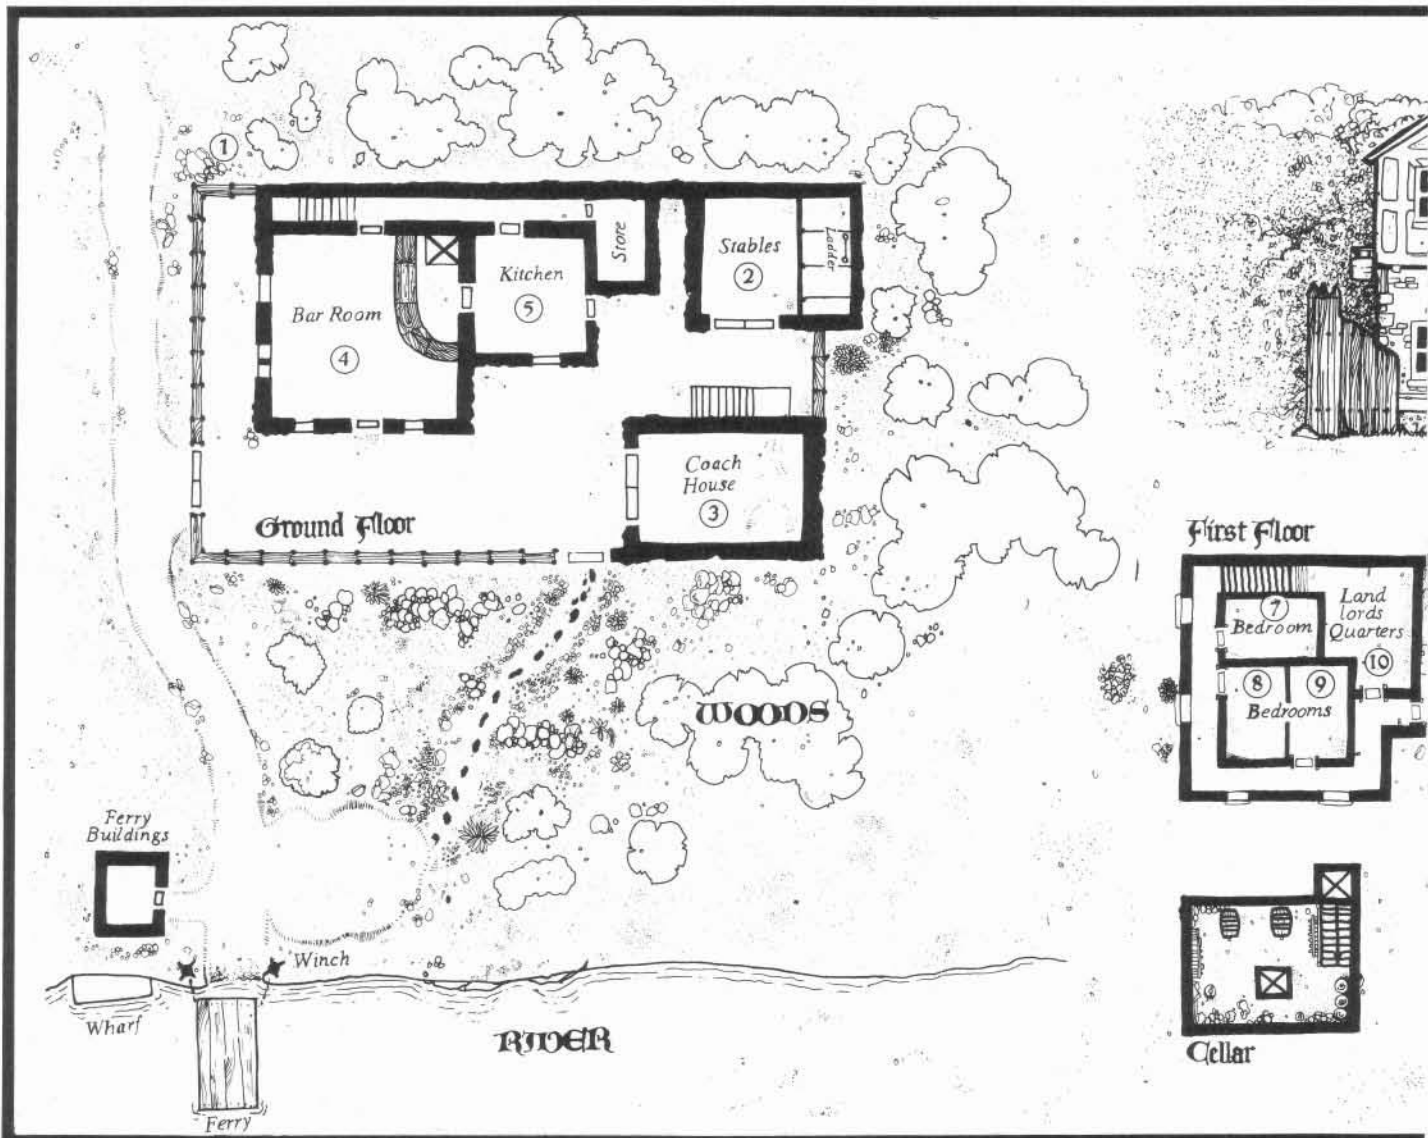 1
Stables
2
Ladder
Store
Kitchen
5
Bar Room
4
Coach
House
3
Ground Floor
First Floor
7
Bedroom
Land
lords
Quarters
10
8
9
Bedrooms
WOODS
Ferry
Buildings
Winch
Wharf
RIVER
Ferry
Cellar